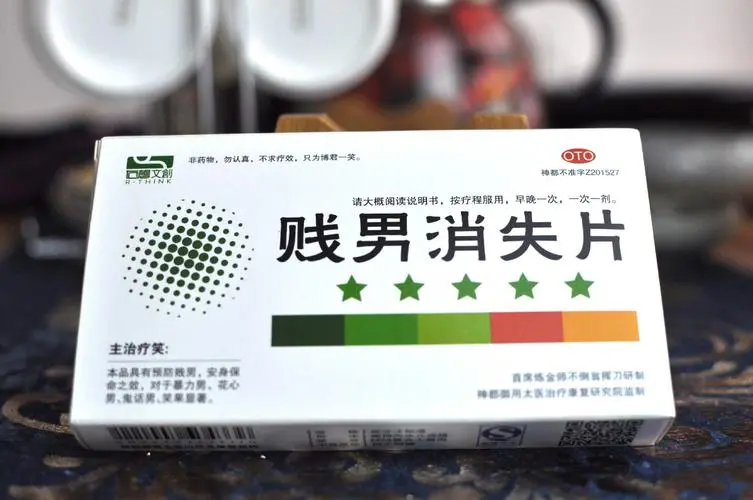 文創
R-THINK
非药物，勿认真，不求疗效，只为博君一笑。
OTO
神都不准字Z201527
请大概阅读说明书，按疗程服用，早晚一次，一次一剂。
贱男消失片
主治疗笑：
本品具有预防贱男，安身保
命之效，对于暴力男、花心
男、鬼话男、笑果显著。
首席炼金师不倒翁挥刀研制
神都御用太医治疗康复研究院监制